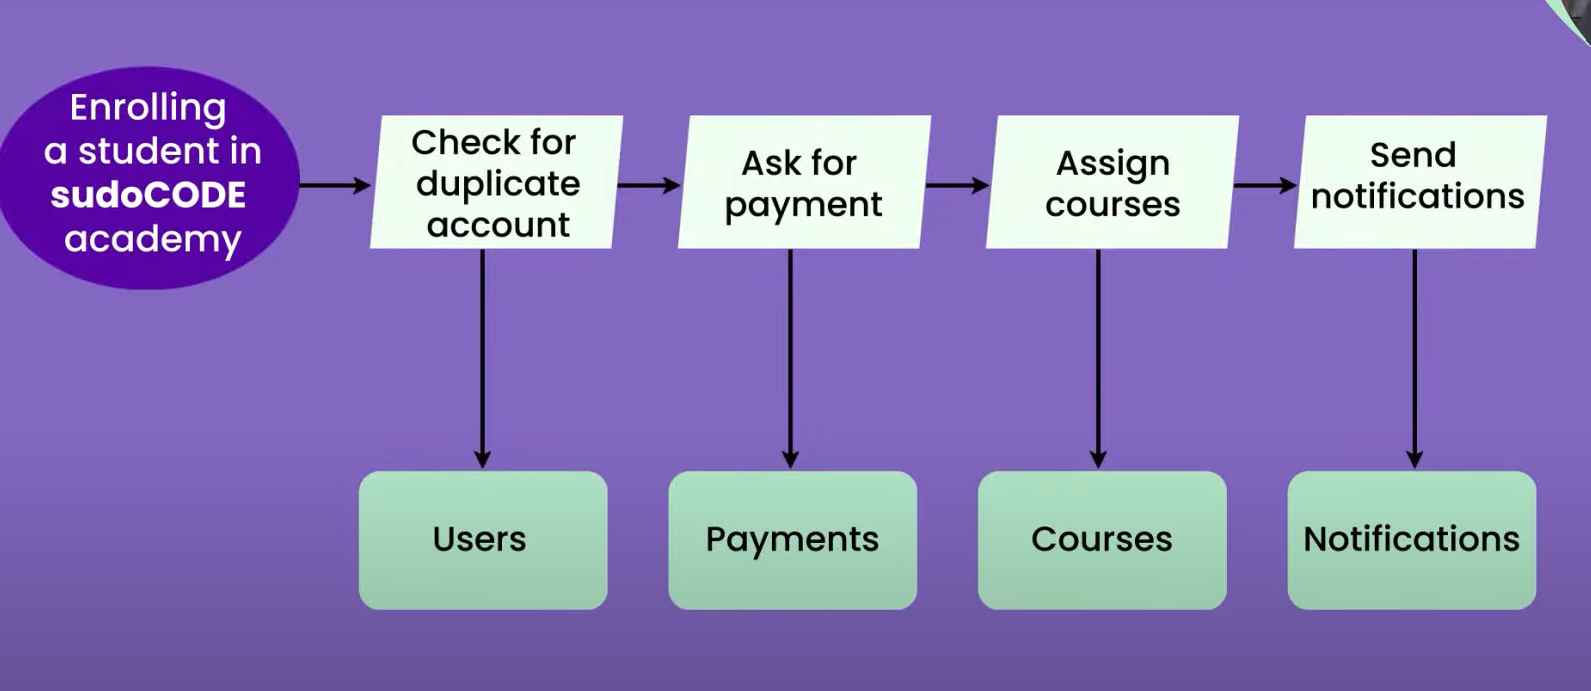 Enrolling
a student in
sudoCODE
academy
Check for
duplicate
account
Ask for
payment
Assign
courses
Send
notifications
Users
Payments
Courses
Notifications